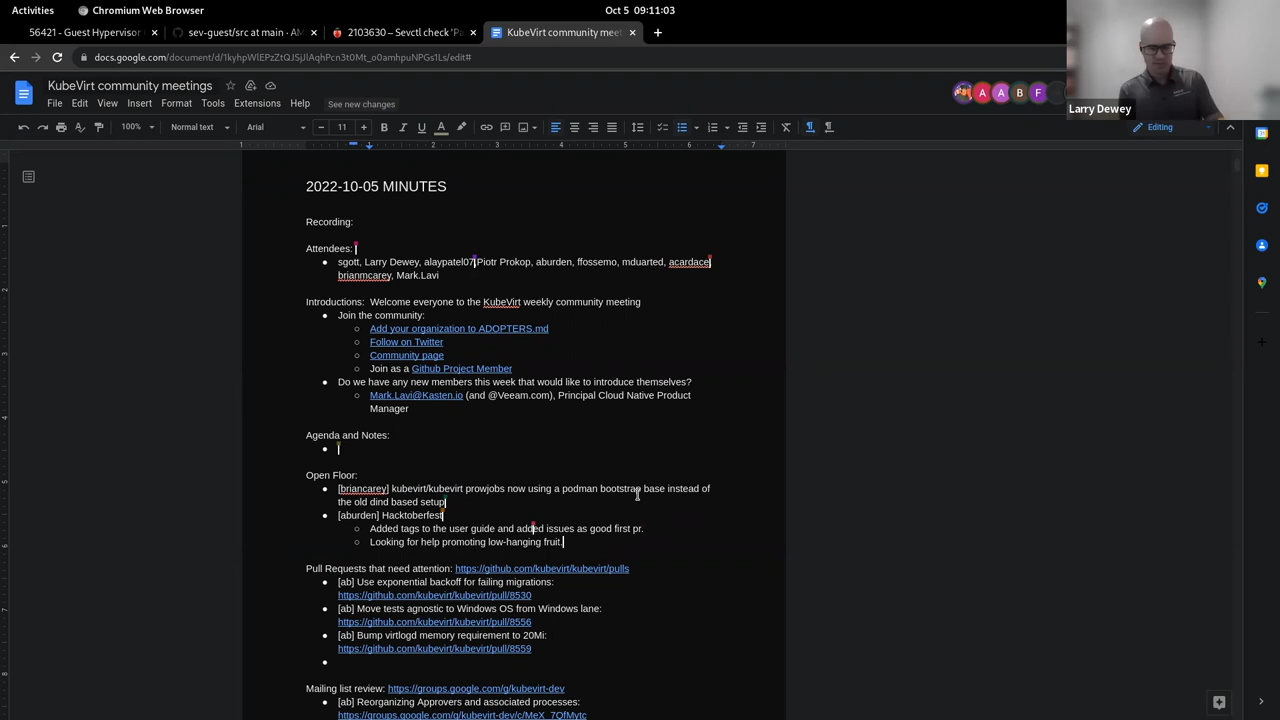 Activities
Chromium Web Browser
Oct 5 09:11:03
56421 - Guest Hypervisor
sev-guest/src at main · AM
2103630 – Sevctl check 'Pa
KubeVirt community meet
docs.google.com/document/d/
KubeVirt community meetings
File Edit View Insert Format Tools Extensions Help See new changes
A A B F
Larry Dewey
100% Normal text Arial 11 Editing
2022-10-05 MINUTES
Recording:
Attendees:
sgott, Larry Dewey, alaypatel07 Piotr Prokop, aburden, ffossemo, mduarted, acardace
brianmcarey, Mark.Lavi
Introductions: Welcome everyone to the KubeVirt weekly community meeting
Join the community:
Add your organization to ADOPTERS.md
Follow on Twitter
Community page
Join as a Github Project Member
Do we have any new members this week that would like to introduce themselves?
Mark.Lavi@Kasten.io (and @Veeam.com), Principal Cloud Native Product
Manager
Agenda and Notes:
Open Floor:
[briancarey] kubevirt/kubevirt prowjobs now using a podman bootstrap base instead of
the old dind based setup
[aburden] Hacktoberfest
Added tags to the user guide and added issues as good first pr.
Looking for help promoting low-hanging fruit.
Pull Requests that need attention: https://github.com/kubevirt/kubevirt/pulls
[ab] Use exponential backoff for failing migrations:
https://github.com/kubevirt/kubevirt/pull/8530
[ab] Move tests agnostic to Windows OS from Windows lane:
https://github.com/kubevirt/kubevirt/pull/8556
[ab] Bump virtlogd memory requirement to 20Mi:
https://github.com/kubevirt/kubevirt/pull/8559
Mailing list review: https://groups.google.com/g/kubevirt-dev
[ab] Reorganizing Approvers and associated processes:
https://groups.google.com/g/kubevirt-dev/c/MeX_7QfMytc